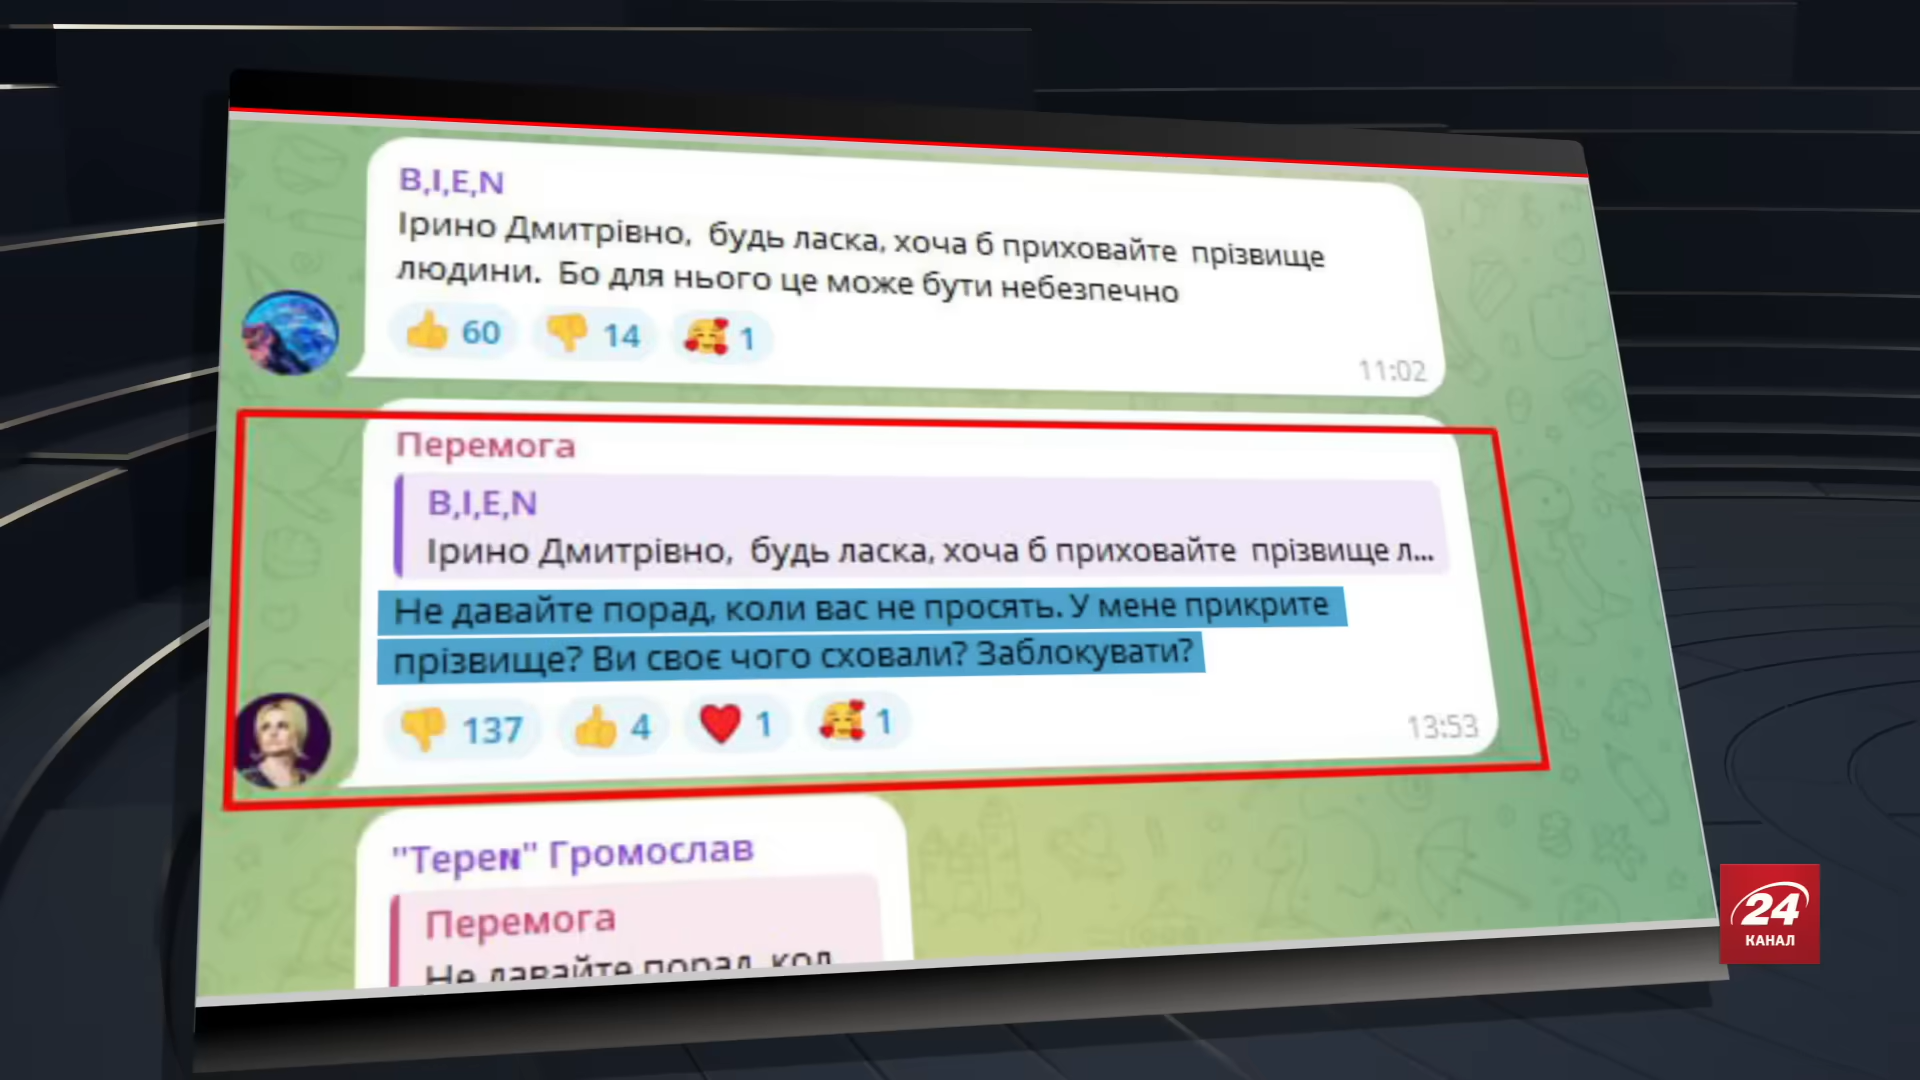 B,I,E,N
Ірино Дмитрівно, будь ласка, хоча б приховайте прізвище
людини. Бо для нього це може бути небезпечно
60 14 1
11:02
Перемога
B,I,E,N
Ірино Дмитрівно, будь ласка, хоча б приховайте прізвище л...
Не давайте порад, коли вас не просять. У мене прикрите
прізвище? Ви своє чого сховали? Заблокувати?
137 4 1 1
13:53
"Терен" Громослав
Перемога
Не давайте порад, кол
24
КАНАЛ